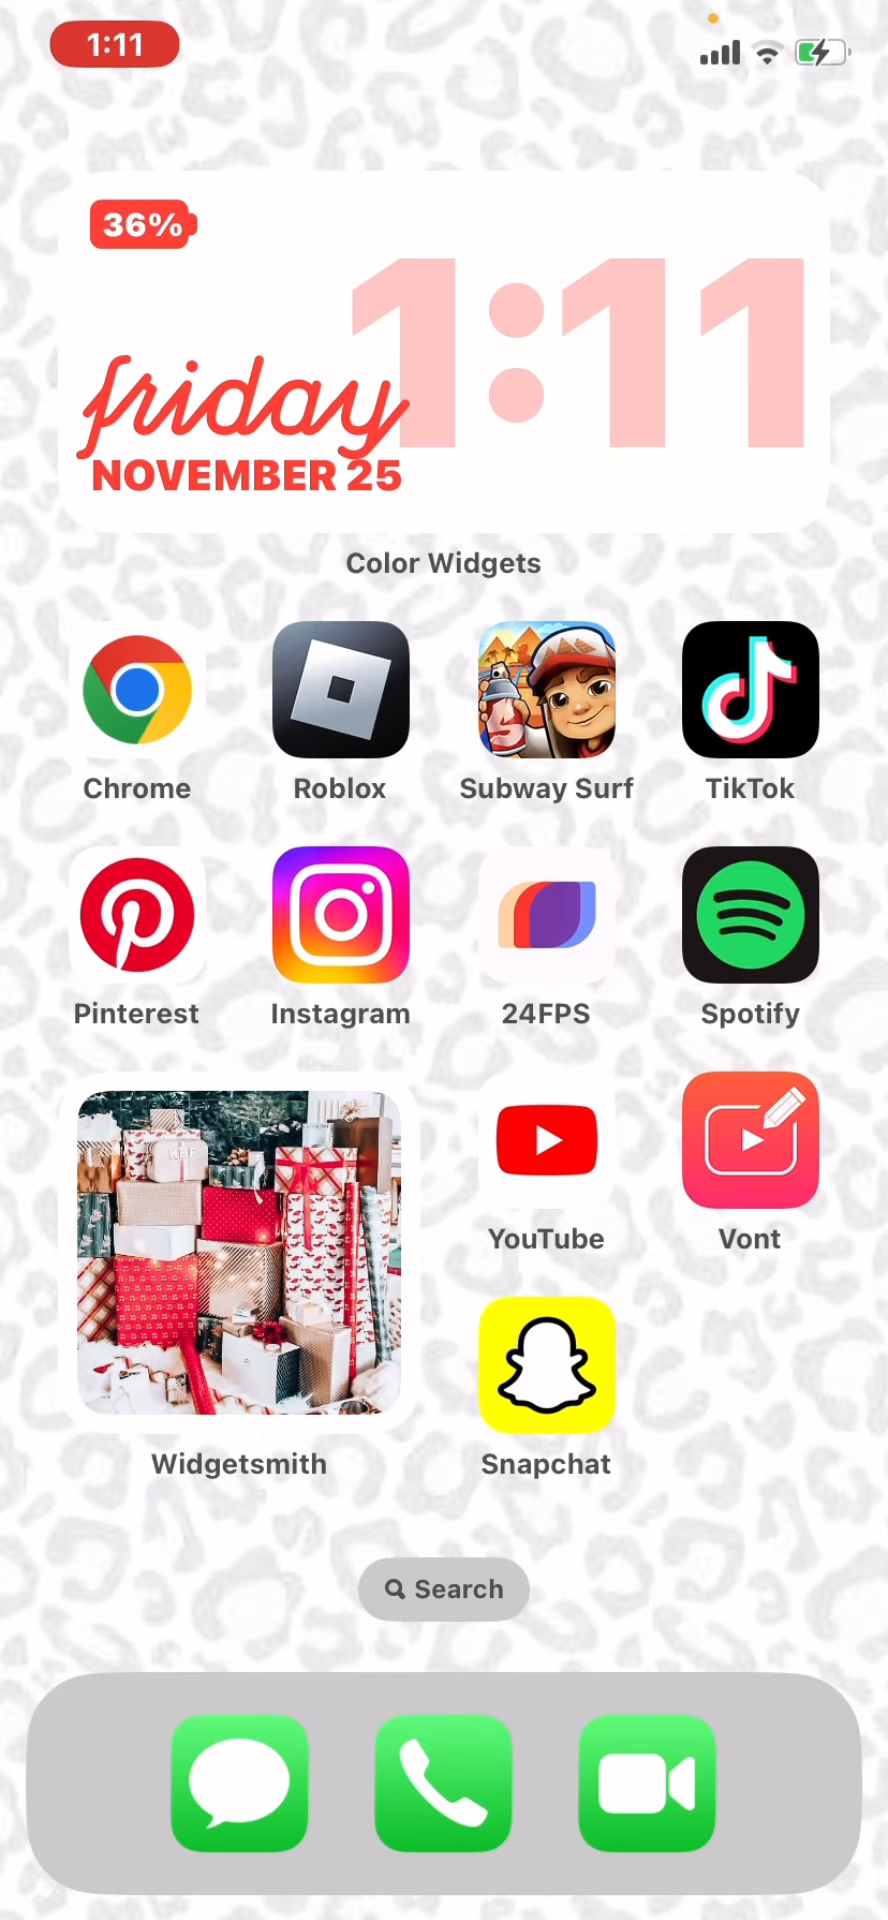 1:11
36%
1:11
friday
NOVEMBER 25
Color Widgets
Chrome
Roblox
Subway Surf
TikTok
Pinterest
Instagram
24FPS
Spotify
YouTube
Vont
Widgetsmith
Snapchat
Search